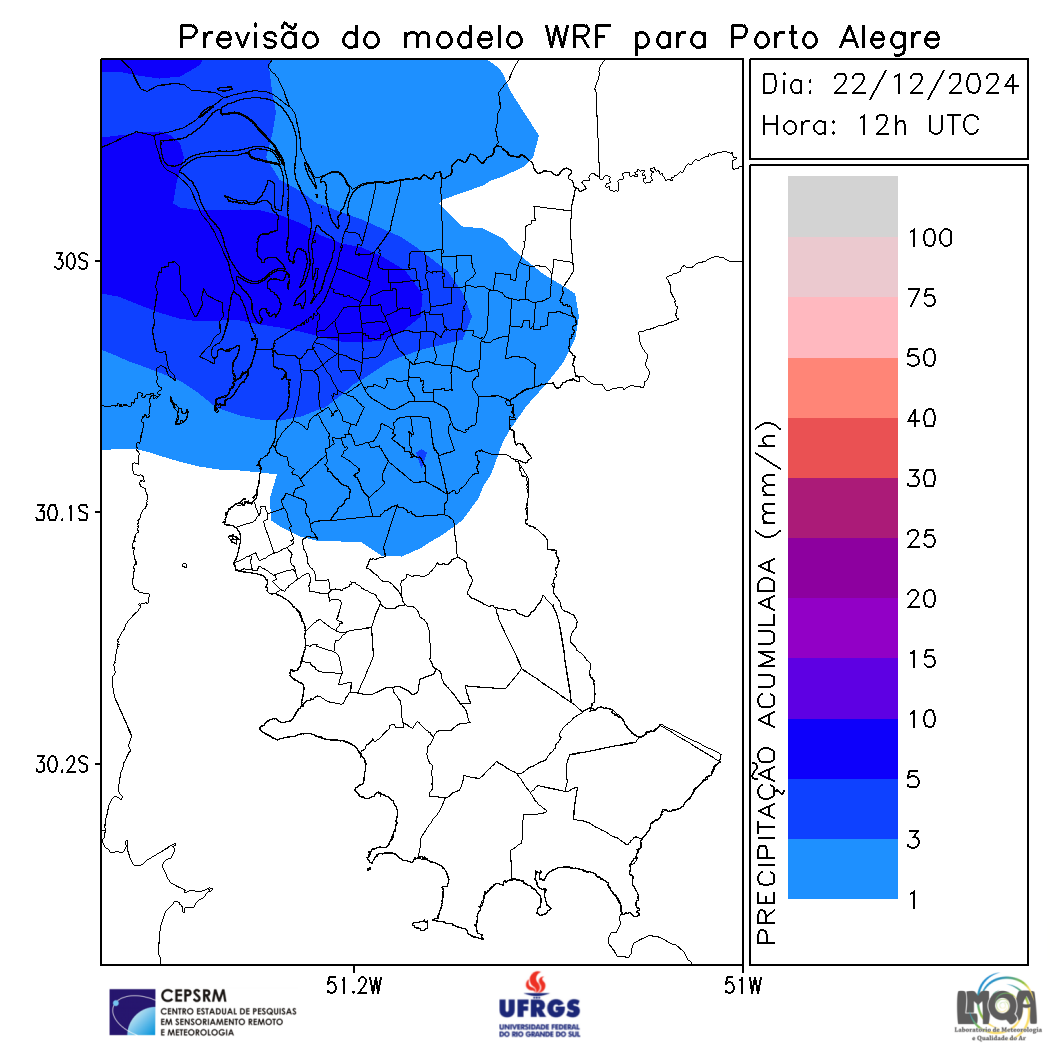 Previsão do modelo WRF para Porto Alegre
Dia: 22/12/2024
Hora: 12h UTC
30S
30.1S
30.2S
51.2W
51W
PRECIPITAÇÃO ACUMULADA (mm/h)
100
75
50
40
30
25
20
15
10
5
3
1
CEPSRM
CENTRO ESTADUAL DE PESQUISAS
EM SENSORIAMENTO REMOTO
E METEOROLOGIA
UFRGS
UNIVERSIDADE FEDERAL
DO RIO GRANDE DO SUL
LMQA
Laboratório de Meteorologia
e Qualidade do Ar